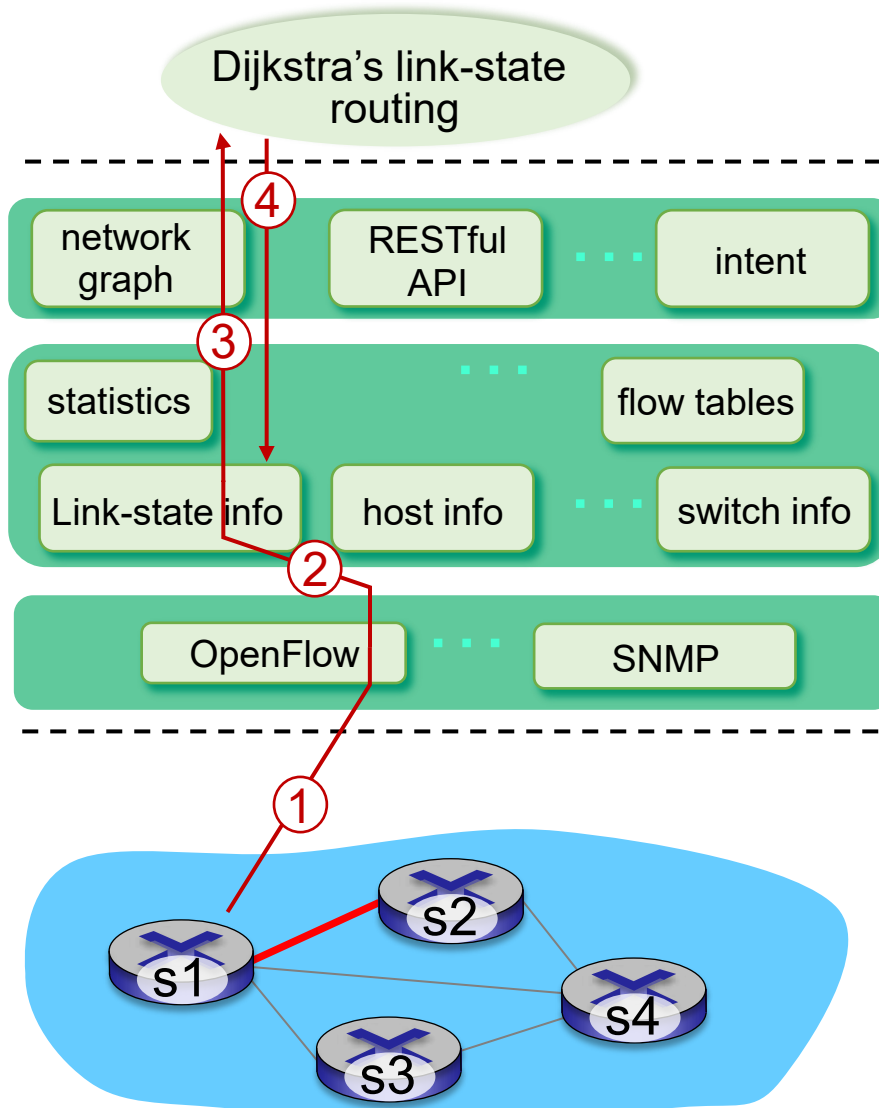 Dijkstra’s link-state
routing
4
network
graph
RESTful
API
intent
3
statistics
flow tables
Link-state info
host info
switch info
2
OpenFlow
SNMP
1
s2
s1
s4
s3